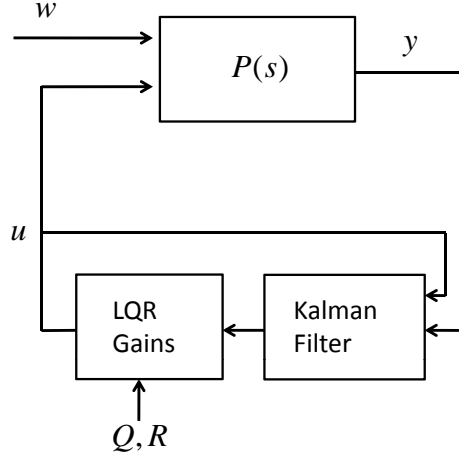 w
P(s)
y
u
LQR
Gains
Kalman
Filter
Q, R